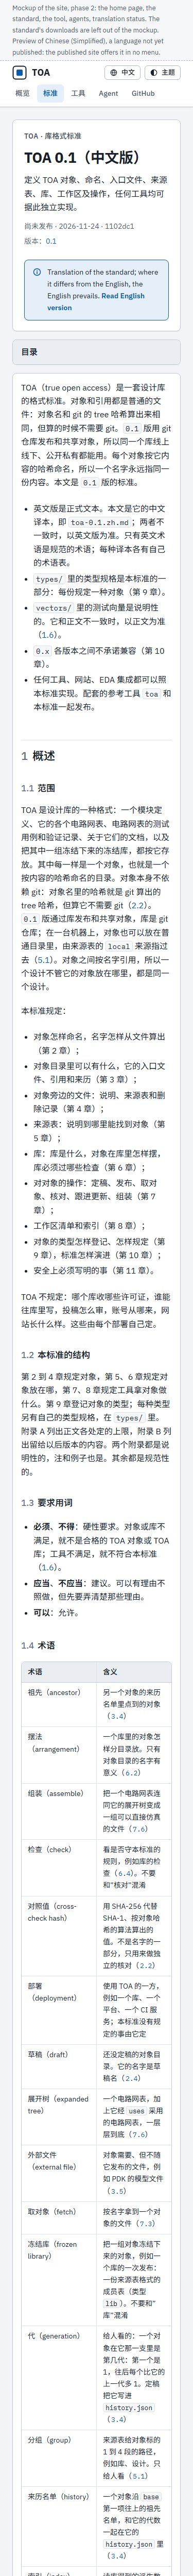 Mockup of the site, phase 2: the home page, the
standard, the tool, agents, translation status. The
standard's downloads are left out of the mockup.
Preview of Chinese (Simplified), a language not yet
published: the published site offers it in no menu.
TOA
中文
主题
概览
标准
工具
Agent
GitHub
TOA · 库格式标准
TOA 0.1（中文版）
定义 TOA 对象、入口文件、来源
表、库、工作区及操作，任何工具均可
据此独立实现。
尚未发布 · 2026-11-24 · 1102dc1
版本：0.1
Translation of the standard; where
it differs from the English, the
English prevails. Read English
version
目录
TOA（true open access）是一套设计库
的格式标准。对象和引用都是普通的文
件：对象名和 git 的 tree 哈希算出来相
同，但算的时候不需要 git。0.1 版用 git
仓库发布和共享对象，所以同一个库线上
线下、公开私有都能用。每个对象按它内
容的哈希命名，所以一个名字永远指同一
份内容。本文是 0.1 版的标准。
英文版是正式文本。本文是它的中文
译本，即 toa-0.1.zh.md；两者不
一致时，以英文版为准。只有英文术
语是规范的术语；每种译本各有自己
的术语表。
types/ 里的类型规格是本标准的一
部分：每份规定一种对象（第 9 章）。
vectors/ 里的测试向量是说明性
的。它和正文不一致时，以正文为准
（1.6）。
0.x 各版本之间不承诺兼容（第 10
章）。
任何工具、网站、EDA 集成都可以照
本标准实现。配套的参考工具 toa 和
本标准一起发布。
1 概述
1.1 范围
TOA 是设计库的一种格式：一个模块定
义、它的各个电路网表、电路网表的测试
用例和验证记录、关于它们的文档，以及
把其中一组冻结下来的冻结库，都按它存
放。其中每一样是一个对象，也就是一个
按内容的哈希命名的目录。对象本身不依
赖 git：对象名里的哈希就是 git 算出的
tree 哈希，但算它不需要 git（2.2）。
0.1 版通过库发布和共享对象，库是 git
仓库；在一台机器上，对象也可以放在普
通目录里，由来源表的 local 来源指过
去（5.1）。对象之间按名字引用，所以一
个设计不管它的对象放在哪里，都是同一
个设计。
本标准规定：
对象怎样命名，名字怎样从文件算出
（第 2 章）；
对象目录里可以有什么，它的入口文
件、引用和来历（第 3 章）；
对象旁边的文件：说明、来源表和删
除记录（第 4 章）；
来源表：说明到哪里能找到对象（第
5 章）；
库：库是什么，对象在库里怎样摆，
库必须过哪些检查（第 6 章）；
对对象的操作：定稿、发布、取对
象、核对、跟进更新、组装（第 7
章）；
工作区清单和索引（第 8 章）；
对象的类型怎样登记、怎样规定（第
9 章），标准怎样演进（第 10 章）；
安全上必须写明的事（第 11 章）。
TOA 不规定：哪个库收哪些许可证，谁能
往库里写，投稿怎么审，账号从哪来，网
站长什么样。这些由每个部署自己定。
1.2 本标准的结构
第 2 到 4 章规定对象，第 5、6 章规定对
象放在哪，第 7、8 章规定工具拿对象做
什么。第 9 章登记对象的类型；每种类型
另有自己的类型规格，在 types/ 里。
附录 A 列出正文各处定的上限，附录 B 列
出留给以后版本的内容。两个附录都是说
明性的，注和例子也是。其余都是规范性
的。
1.3 要求用词
必须、不得：硬性要求。对象或库不
满足，就不是合格的 TOA 对象或 TOA
库；工具不满足，就不符合本标准
（1.6）。
应当、不应当：建议。可以有理由不
照做，但先要弄清楚那些理由。
可以：允许。
1.4 术语
术语
含义
祖先（ancestor）
另一个对象的来历
名单里点到的对象
（3.4）
摆法
（arrangement）
一个库里的对象怎
样分目录放。只有
对象目录的名字有
意义（6.2）
组装（assemble）
把一个电路网表连
同它的展开树变成
一组可以直接仿真
的文件（7.6）
检查（check）
看是否守本标准的
规则，例如库的检
查（6.4）。不要
和“核对”混淆
对照值（cross-
check hash）
用 SHA-256 代替
SHA-1、按对象哈
希的算法算出的
值。不是名字的一
部分，只用来做独
立的核对（2.2）
部署
（deployment）
使用 TOA 的一方，
例如一个库、一个
平台、一个 CI 服
务；本标准没有规
定的事由它定
草稿（draft）
还没定稿的对象目
录。它的名字是草
稿名（2.4）
展开树（expanded
tree）
一个电路网表，加
上它经 uses 采用
的电路网表，一层
层到底（7.6）
外部文件
（external file）
对象需要、但不随
它发布的文件，例
如 PDK 的模型文件
（3.5）
取对象（fetch）
按名字拿到一个对
象的文件（7.3）
冻结库（frozen
library）
把一组对象冻结下
来的对象，例如一
个库的一次发布：
一份来源表格式的
成员表（类型
lib）。不要和“
库”混淆
代（generation）
给人看的：一个对
象在它那一支里是
第几代：第一个是
1，往后每个比它的
上一代多 1。定稿
把它写进
history.json
（3.4）
分组（group）
来源表给对象标的
1 到 4 段的路径，
例如库、设计。只
给人看（5.1）
来历名单（history）
一个对象沿 base
第一项往上的祖先
名单，和它的代数
一起在它的
history.json 里
（3.4）